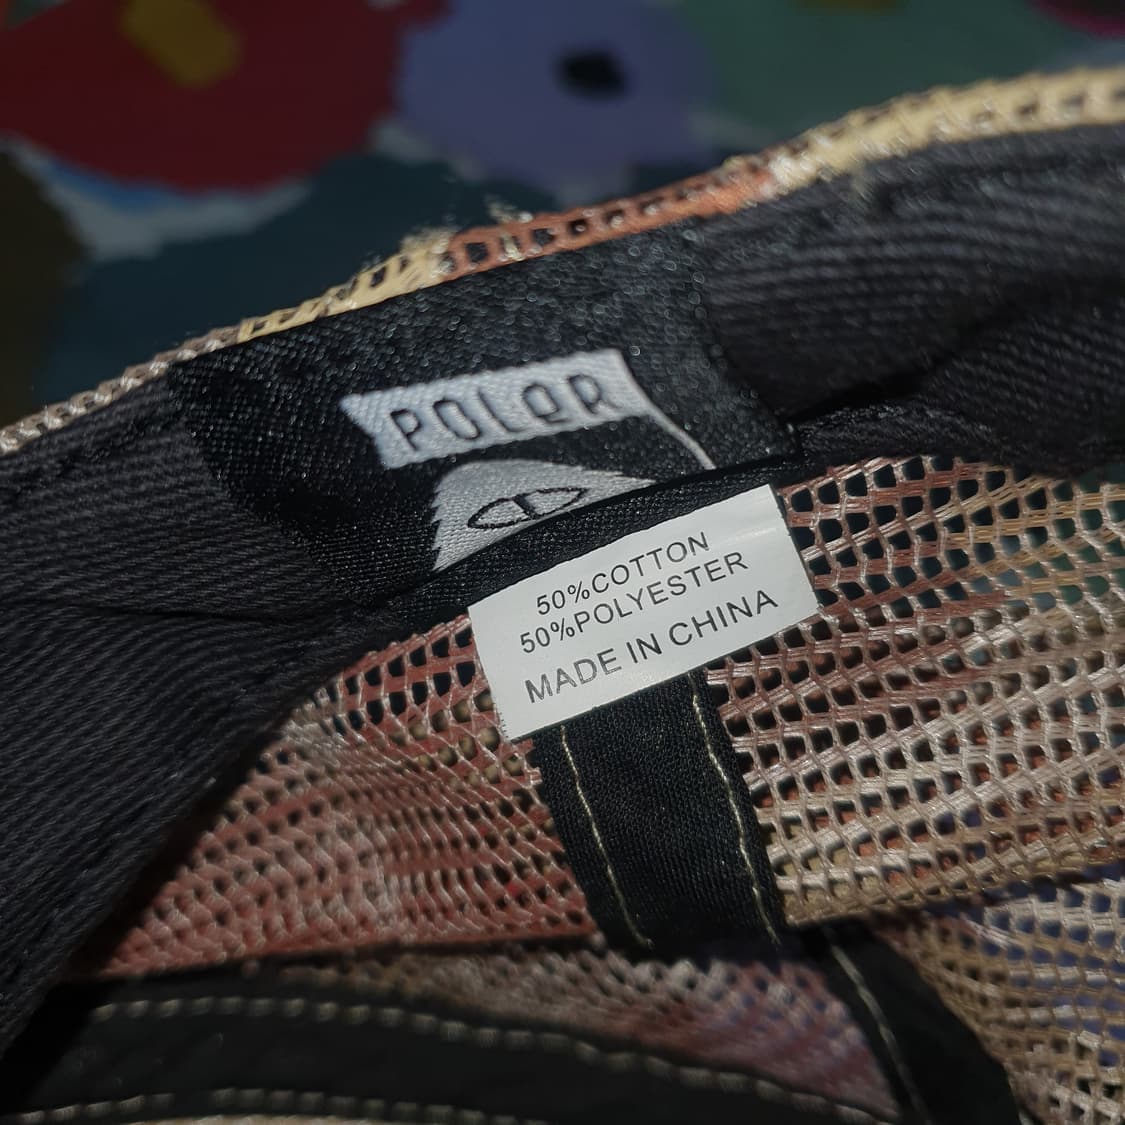 POLeR
50%COTTON
50%POLYESTER
MADE IN CHINA